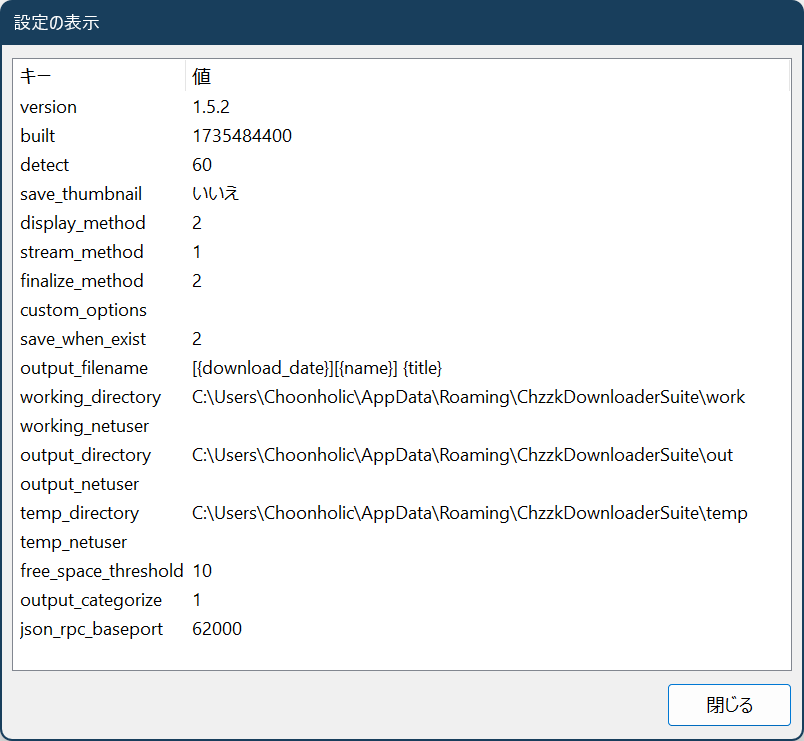 設定の表示
キー 値
version 1.5.2
built 1735484400
detect 60
save_thumbnail いいえ
display_method 2
stream_method 1
finalize_method 2
custom_options
save_when_exist 2
output_filename [{download_date}][{name}] {title}
working_directory C:\Users\Choonholic\AppData\Roaming\ChzzkDownloaderSuite\work
working_netuser
output_directory C:\Users\Choonholic\AppData\Roaming\ChzzkDownloaderSuite\out
output_netuser
temp_directory C:\Users\Choonholic\AppData\Roaming\ChzzkDownloaderSuite\temp
temp_netuser
free_space_threshold 10
output_categorize 1
json_rpc_baseport 62000
閉じる